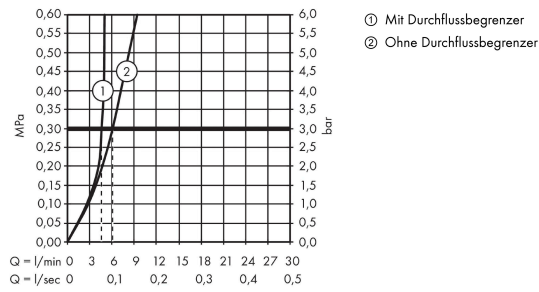 0,60 6,0
0,55 5,5
0,50 5,0
0,45 4,5
0,40 4,0
0,35 3,5
0,30 3,0
0,25 2,5
0,20 2,0
0,15 1,5
0,10 1,0
0,05 0,5
0,00 0,0
MPa
bar
1
2
Q = l/min 0 3 6 9 12 15 18 21 24 27 30
Q = l/sec 0 0,1 0,2 0,3 0,4 0,5
① Mit Durchflussbegrenzer
② Ohne Durchflussbegrenzer